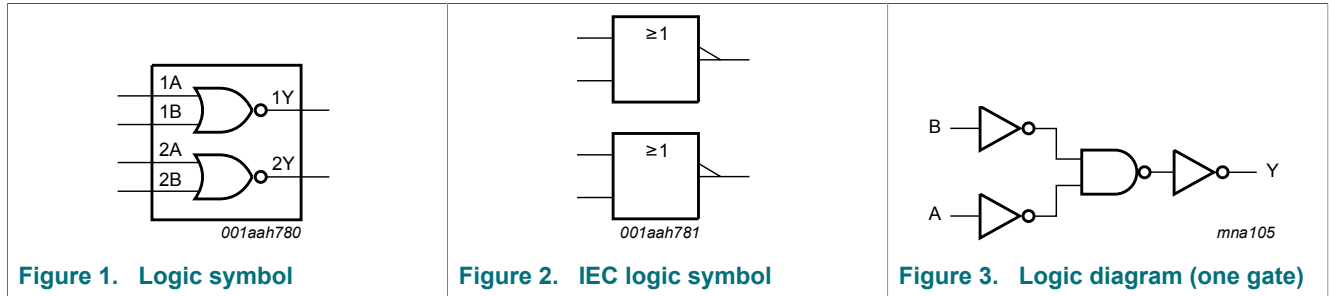 1A
1B
1Y
2A
2B
2Y
001aah780
Figure 1. Logic symbol
≥1
≥1
001aah781
Figure 2. IEC logic symbol
B
A
Y
mna105
Figure 3. Logic diagram (one gate)